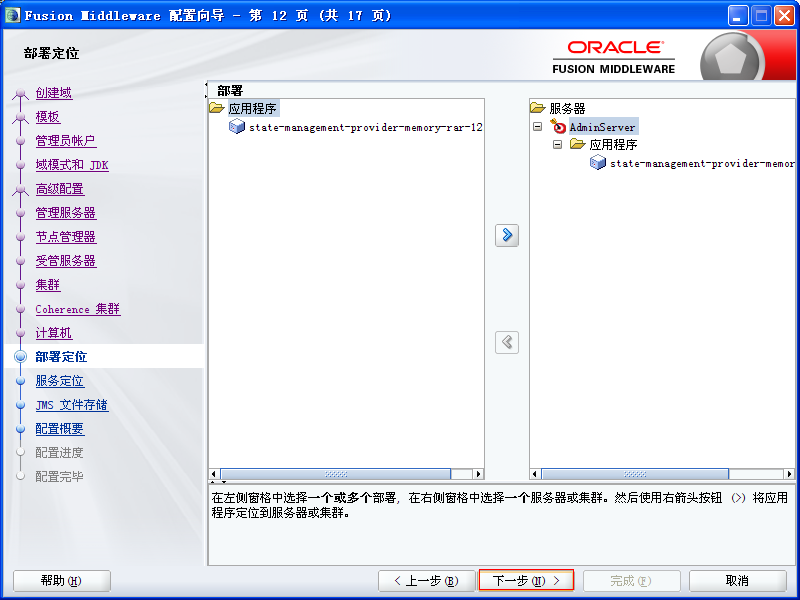 Fusion Middleware 配置向导 - 第 12 页 (共 17 页)
部署定位
ORACLE
FUSION MIDDLEWARE
创建域
模板
管理员帐户
域模式和 JDK
高级配置
管理服务器
节点管理器
受管服务器
集群
Coherence 集群
计算机
部署定位
服务定位
JMS 文件存储
配置概要
配置进度
配置完毕
部署
应用程序
state-management-provider-memory-rar-12
服务器
AdminServer
应用程序
state-management-provider-memor
在左侧窗格中选择一个或多个部署, 在右侧窗格中选择一个服务器或集群。然后使用右箭头按钮 (>) 将应用
程序定位到服务器或集群。
帮助(H)
< 上一步(B)
下一步(N) >
完成(F)
取消